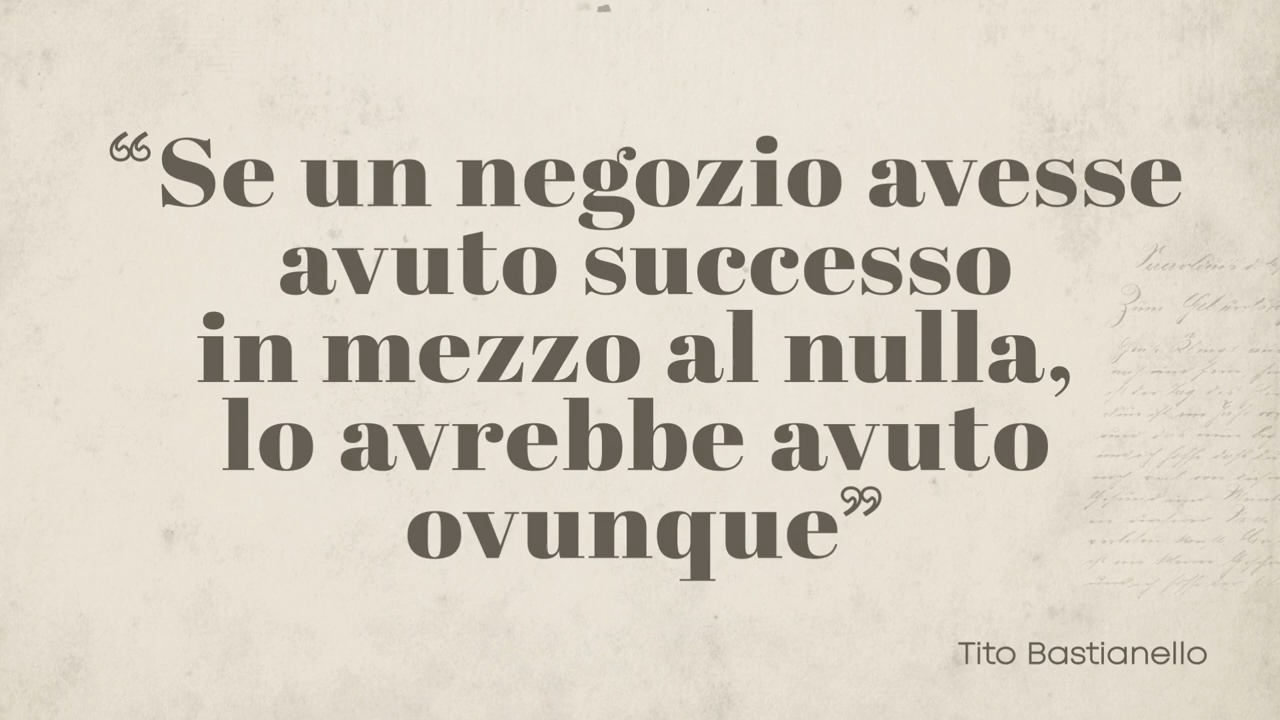 “Se un negozio avesse
avuto successo
in mezzo al nulla,
lo avrebbe avuto
ovunque”
Tito Bastianello